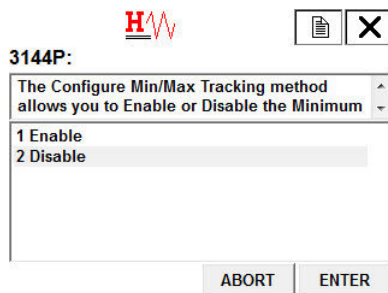 H
3144P:
The Configure Min/Max Tracking method
allows you to Enable or Disable the Minimum
1 Enable
2 Disable
ABORT
ENTER